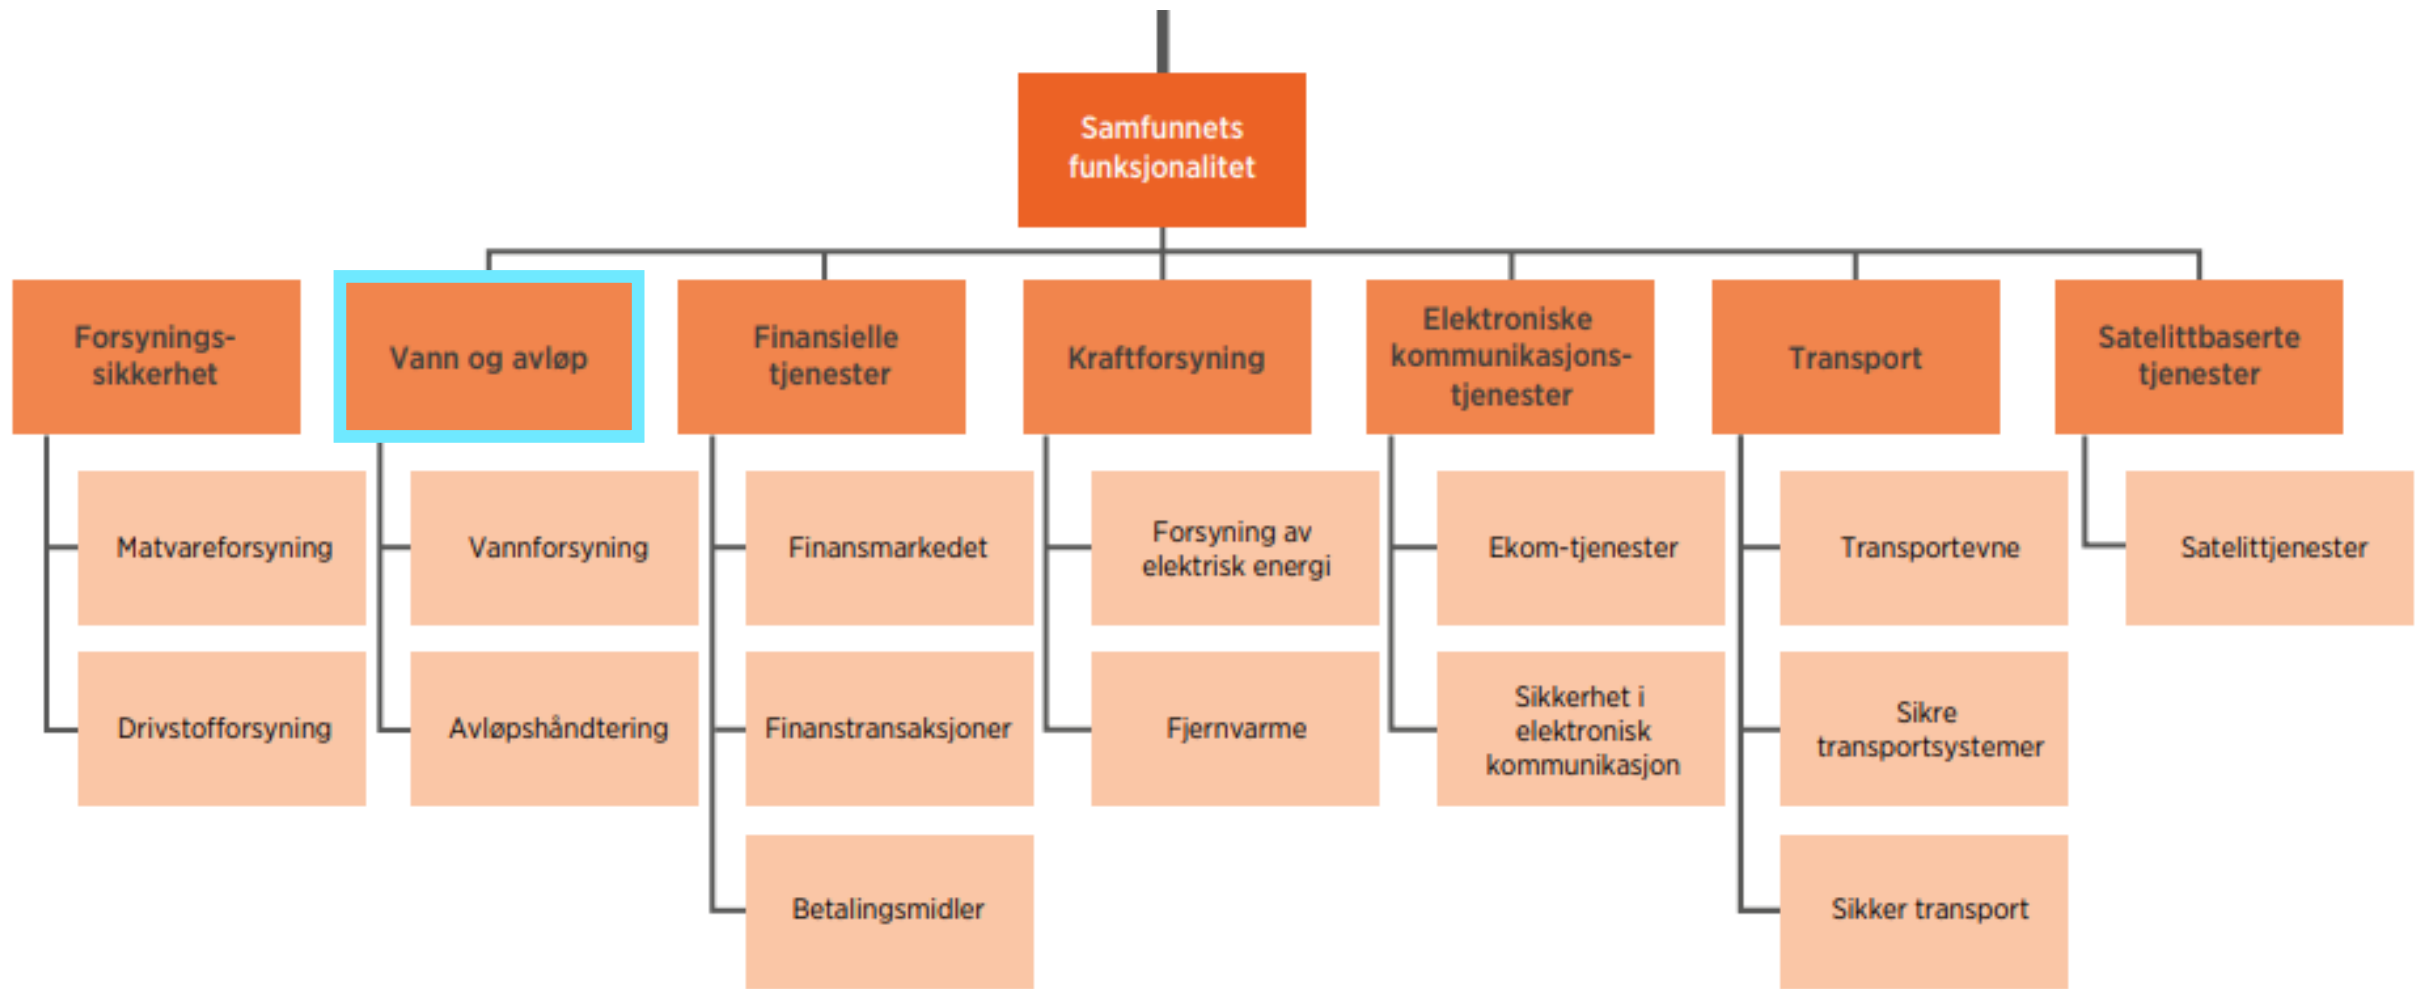 Samfunnets
funksjonalitet
Forsynings-
sikkerhet
Vann og avløp
Finansielle
tjenester
Kraftforsyning
Elektroniske
kommunikasjons-
tjenester
Transport
Satelittbaserte
tjenester
Matvareforsyning
Vannforsyning
Finansmarkedet
Forsyning av
elektrisk energi
Ekom-tjenester
Transportevne
Satelittjenester
Drivstofforsyning
Avløpshåndtering
Finanstransaksjoner
Fjernvarme
Sikkerhet i
elektronisk
kommunikasjon
Sikre
transportsystemer
Betalingsmidler
Sikker transport